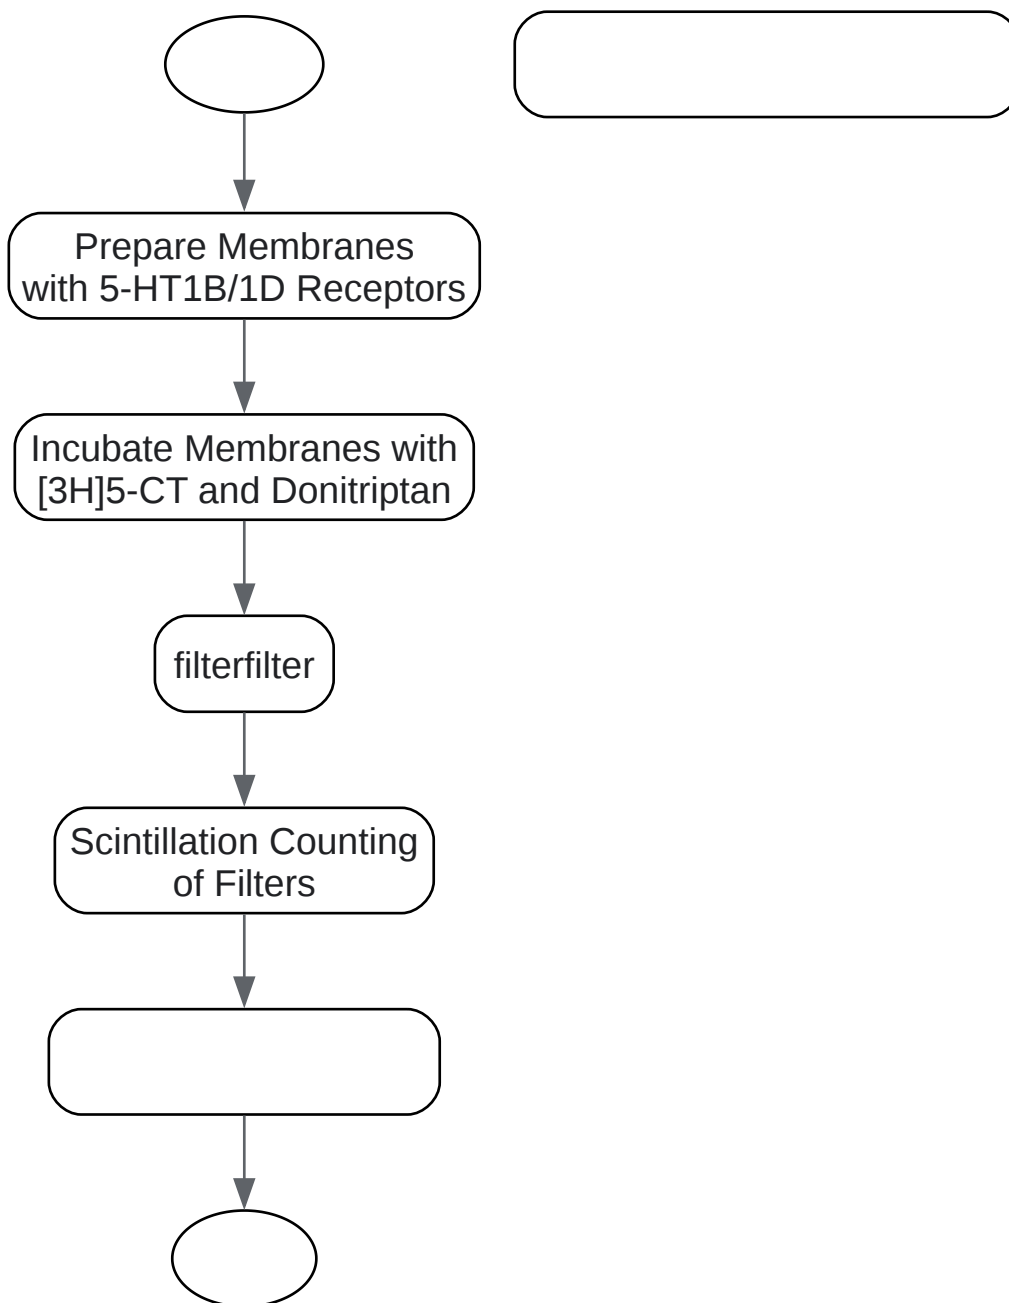 Prepare Membranes
with 5-HT1B/1D Receptors
Incubate Membranes with
[3H]5-CT and Donitriptan
filterfilter
Scintillation Counting
of Filters